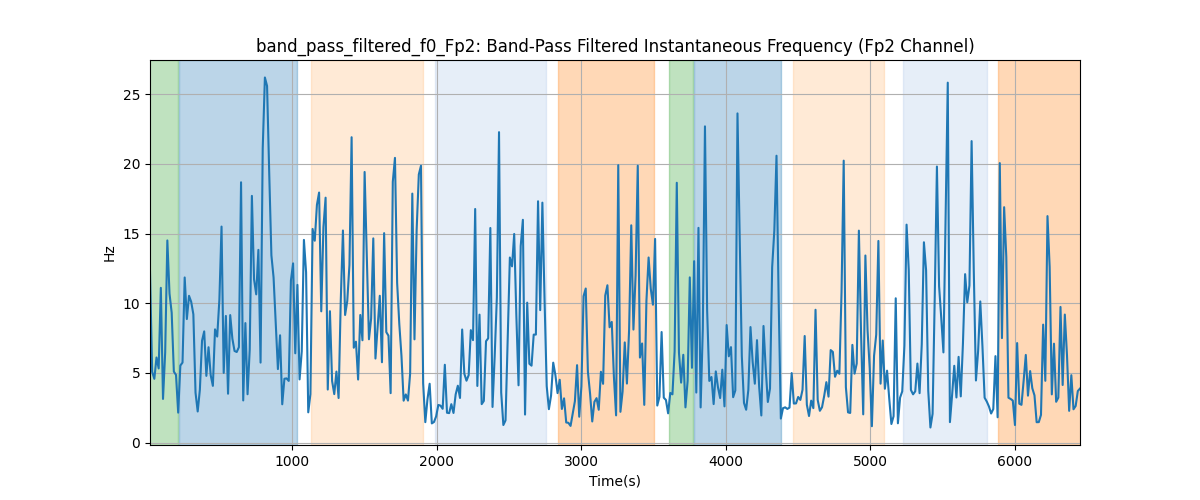 band_pass_filtered_f0_Fp2: Band-Pass Filtered Instantaneous Frequency (Fp2 Channel)
25
20
15
10
5
0
Hz
1000 2000 3000 4000 5000 6000
Time(s)